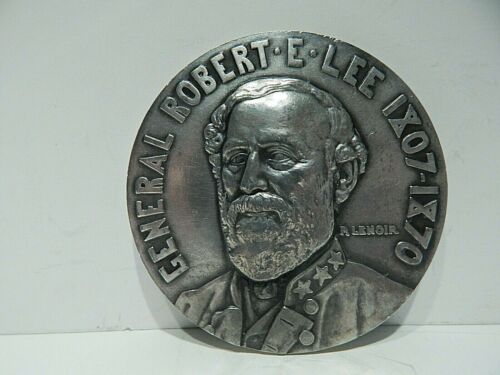 GENERAL ROBERT·E·LEE 1807-1870
P. LENOIR